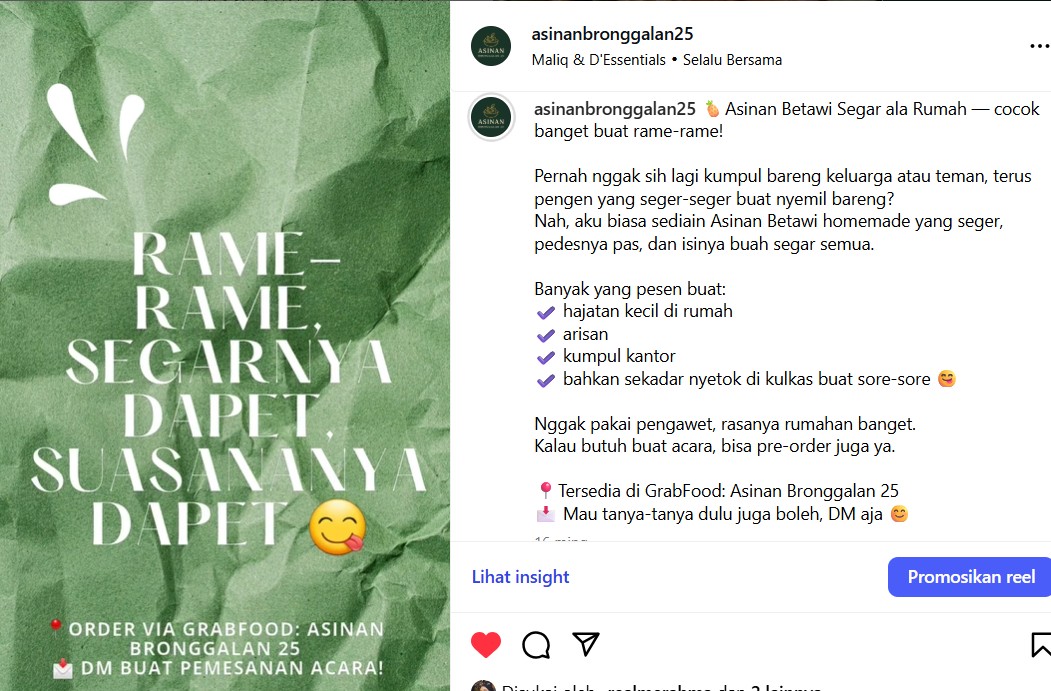 RAME-
RAME,
SEGARNYA
DAPET,
SUASANANYA
DAPET 😋
📍ORDER VIA GRABFOOD: ASINAN
BRONGGALAN 25
📩 DM BUAT PEMESANAN ACARA!
asinanbronggalan25
Maliq & D'Essentials • Selalu Bersama
asinanbronggalan25 🍍 Asinan Betawi Segar ala Rumah — cocok
banget buat rame-rame!
Pernah nggak sih lagi kumpul bareng keluarga atau teman, terus
pengen yang seger-seger buat nyemil bareng?
Nah, aku biasa sediain Asinan Betawi homemade yang seger,
pedesnya pas, dan isinya buah segar semua.
Banyak yang pesen buat:
✔ hajatan kecil di rumah
✔ arisan
✔ kumpul kantor
✔ bahkan sekadar nyetok di kulkas buat sore-sore 😋
Nggak pakai pengawet, rasanya rumahan banget.
Kalau butuh buat acara, bisa pre-order juga ya.
📍Tersedia di GrabFood: Asinan Bronggalan 25
📩 Mau tanya-tanya dulu juga boleh, DM aja 😊
Lihat insight
Promosikan reel
Disukai oleh